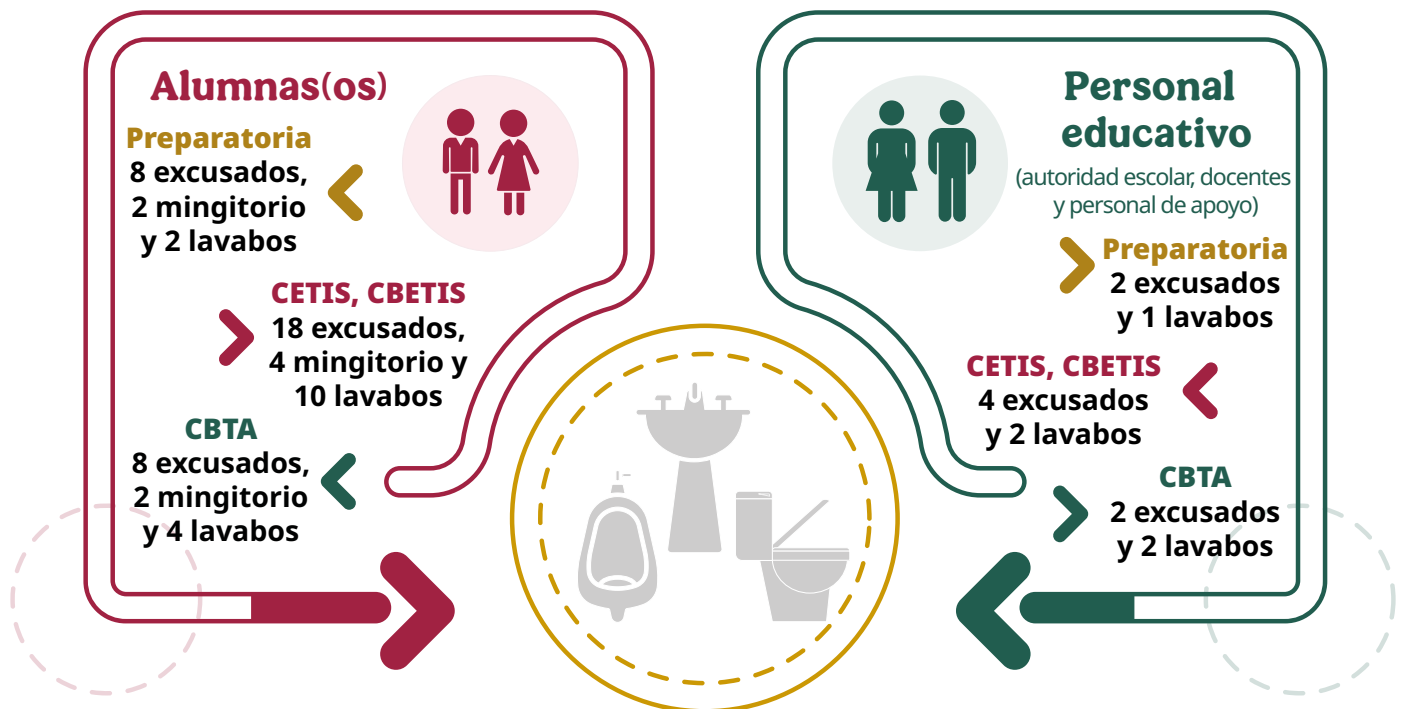 Alumnas(os)
Preparatoria
8 excusados,
2 mingitorio
y 2 lavabos
CETIS, CBETIS
18 excusados,
4 mingitorio y
10 lavabos
CBTA
8 excusados,
2 mingitorio
y 4 lavabos
Personal
educativo
(autoridad escolar, docentes
y personal de apoyo)
Preparatoria
2 excusados
y 1 lavabos
CETIS, CBETIS
4 excusados
y 2 lavabos
CBTA
2 excusados
y 2 lavabos